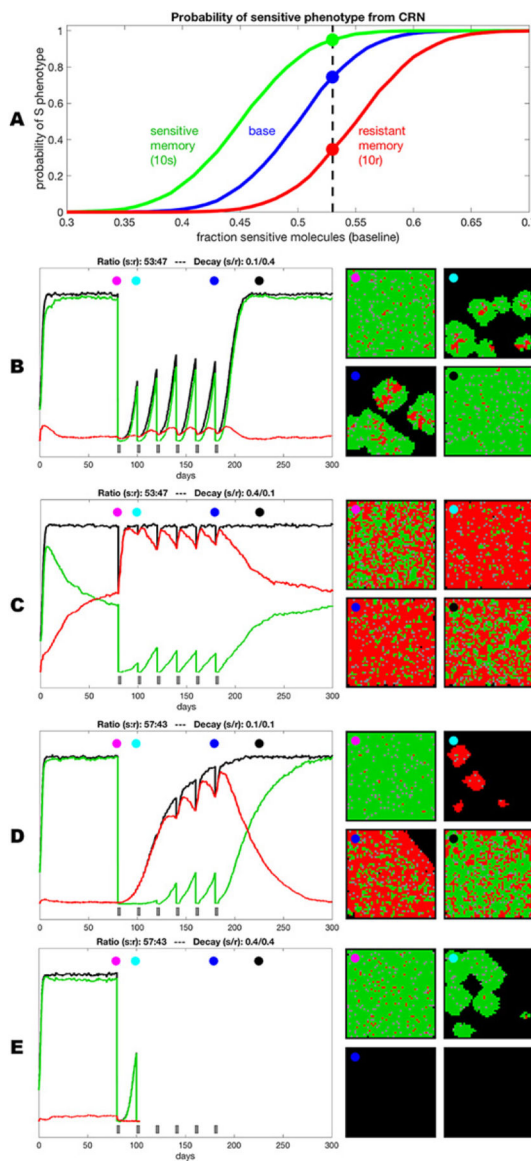 Probability of sensitive phenotype from CRN
A
probability of S phenotype
1
0.8
0.6
0.4
0.2
0
sensitive
memory
(10s)
base
resistant
memory
(10r)
0.3
0.35
0.4
0.45
0.5
0.55
0.6
0.65
0.7
fraction sensitive molecules (baseline)
Ratio (s:r): 53:47 --- Decay (s/r): 0.1/0.4
B
0 50 100 150 200 250 300
days
Ratio (s:r): 53:47 --- Decay (s/r): 0.4/0.1
C
0 50 100 150 200 250 300
days
Ratio (s:r): 57:43 --- Decay (s/r): 0.1/0.1
D
0 50 100 150 200 250 300
days
Ratio (s:r): 57:43 --- Decay (s/r): 0.4/0.4
E
0 50 100 150 200 250 300
days